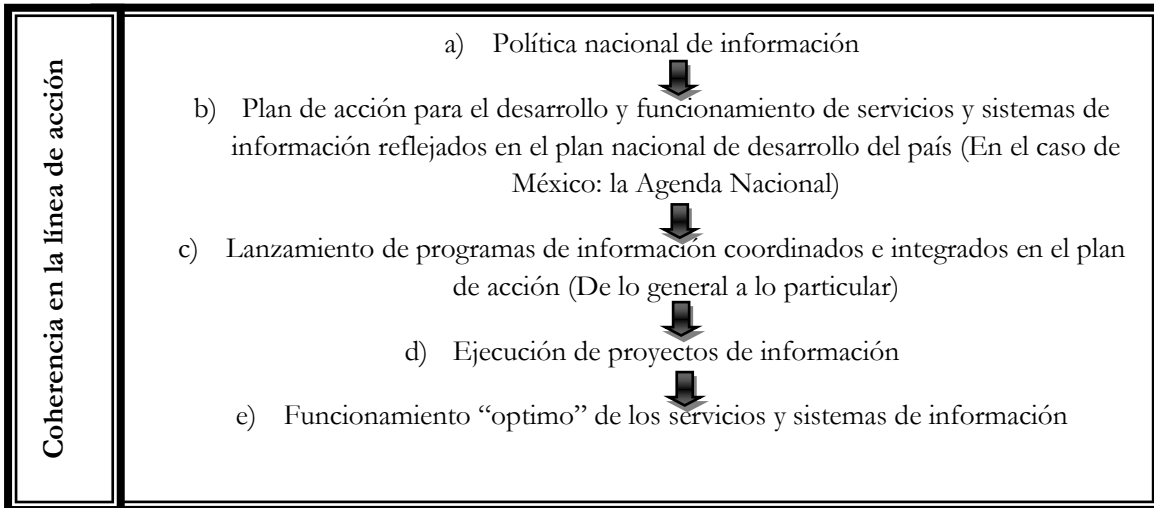 Coherencia en la línea de acción
a) Política nacional de información
b) Plan de acción para el desarrollo y funcionamiento de servicios y sistemas de
información reflejados en el plan nacional de desarrollo del país (En el caso de
México: la Agenda Nacional)
c) Lanzamiento de programas de información coordinados e integrados en el plan
de acción (De lo general a lo particular)
d) Ejecución de proyectos de información
e) Funcionamiento “optimo” de los servicios y sistemas de información